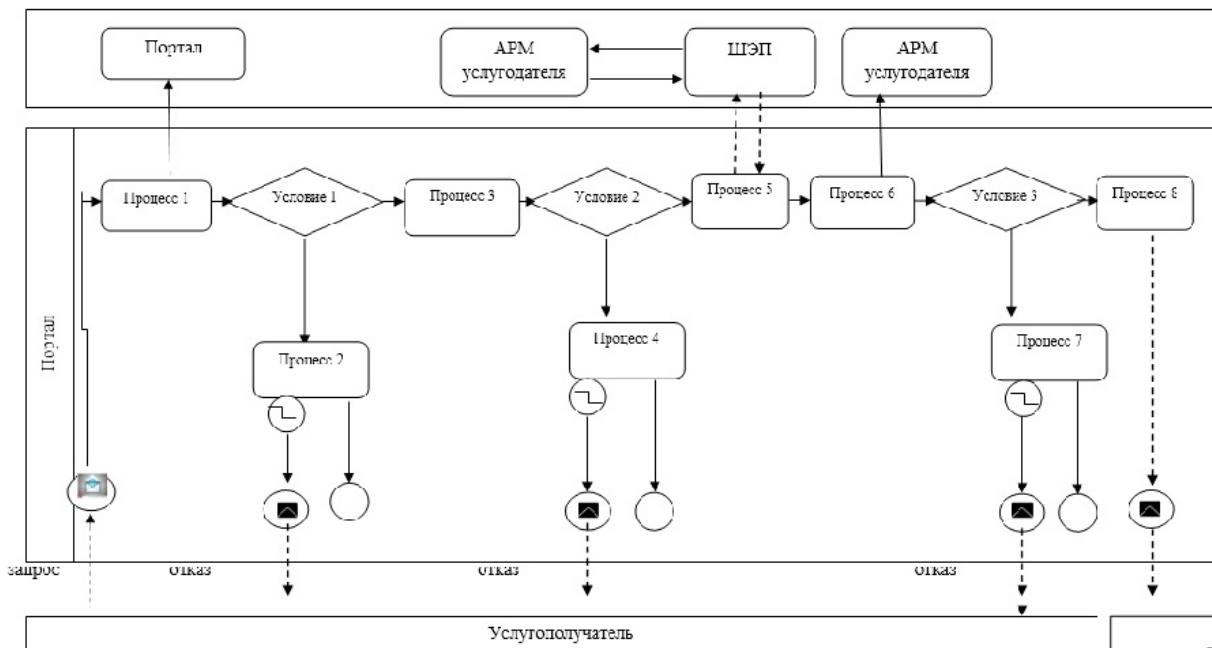 Портал
АРМ
услугодателя
ШЭП
АРМ
услугодателя
Процесс 1
Условие 1
Процесс 3
Условие 2
Процесс 5
Процесс 6
Условие 3
Процесс 8
Портал
Процесс 2
Процесс 4
Процесс 7
запрос
отказ
отказ
отказ
Услугополучатель